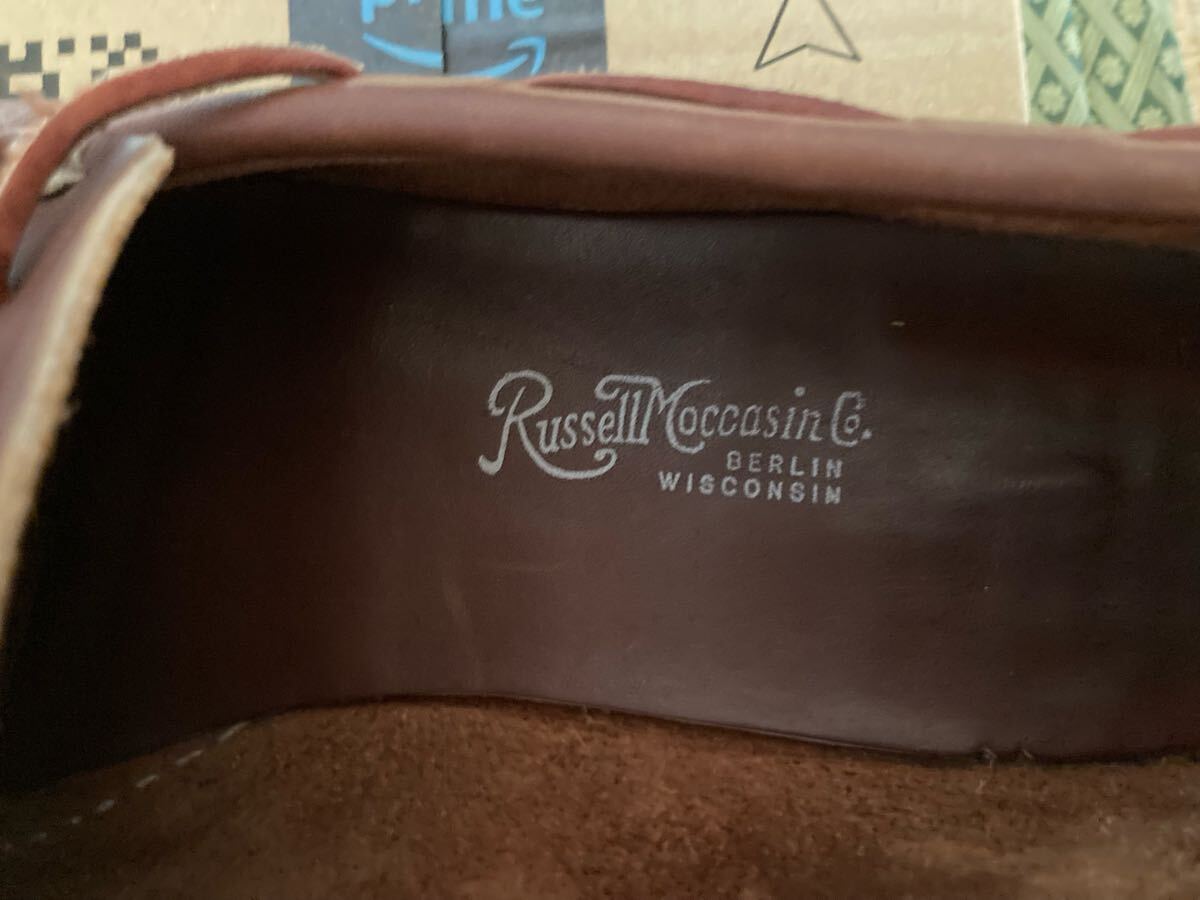 prime
Russell Moccasin Co.
BERLIN
WISCONSIN